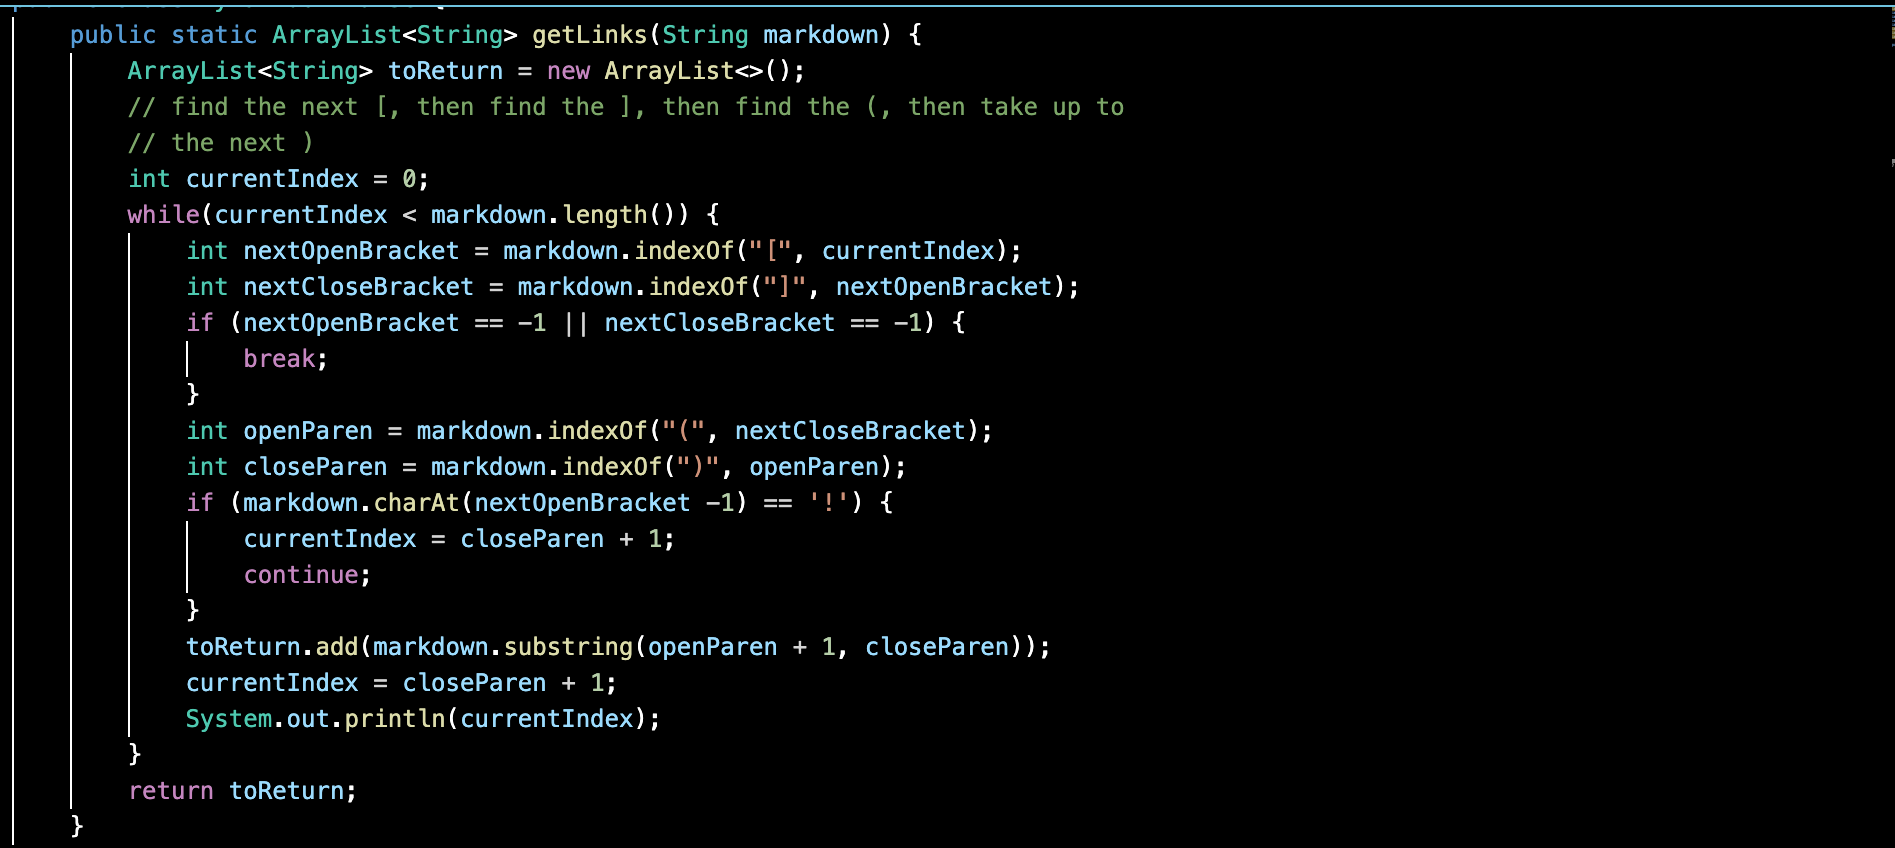 public static ArrayList<String> getLinks(String markdown) {
ArrayList<String> toReturn = new ArrayList<>();
// find the next [, then find the ], then find the (, then take up to
// the next )
int currentIndex = 0;
while(currentIndex < markdown.length()) {
int nextOpenBracket = markdown.indexOf("[", currentIndex);
int nextCloseBracket = markdown.indexOf("]", nextOpenBracket);
if (nextOpenBracket == -1 || nextCloseBracket == -1) {
break;
}
int openParen = markdown.indexOf("(", nextCloseBracket);
int closeParen = markdown.indexOf(")", openParen);
if (markdown.charAt(nextOpenBracket -1) == '!') {
currentIndex = closeParen + 1;
continue;
}
toReturn.add(markdown.substring(openParen + 1, closeParen));
currentIndex = closeParen + 1;
System.out.println(currentIndex);
}
return toReturn;
}